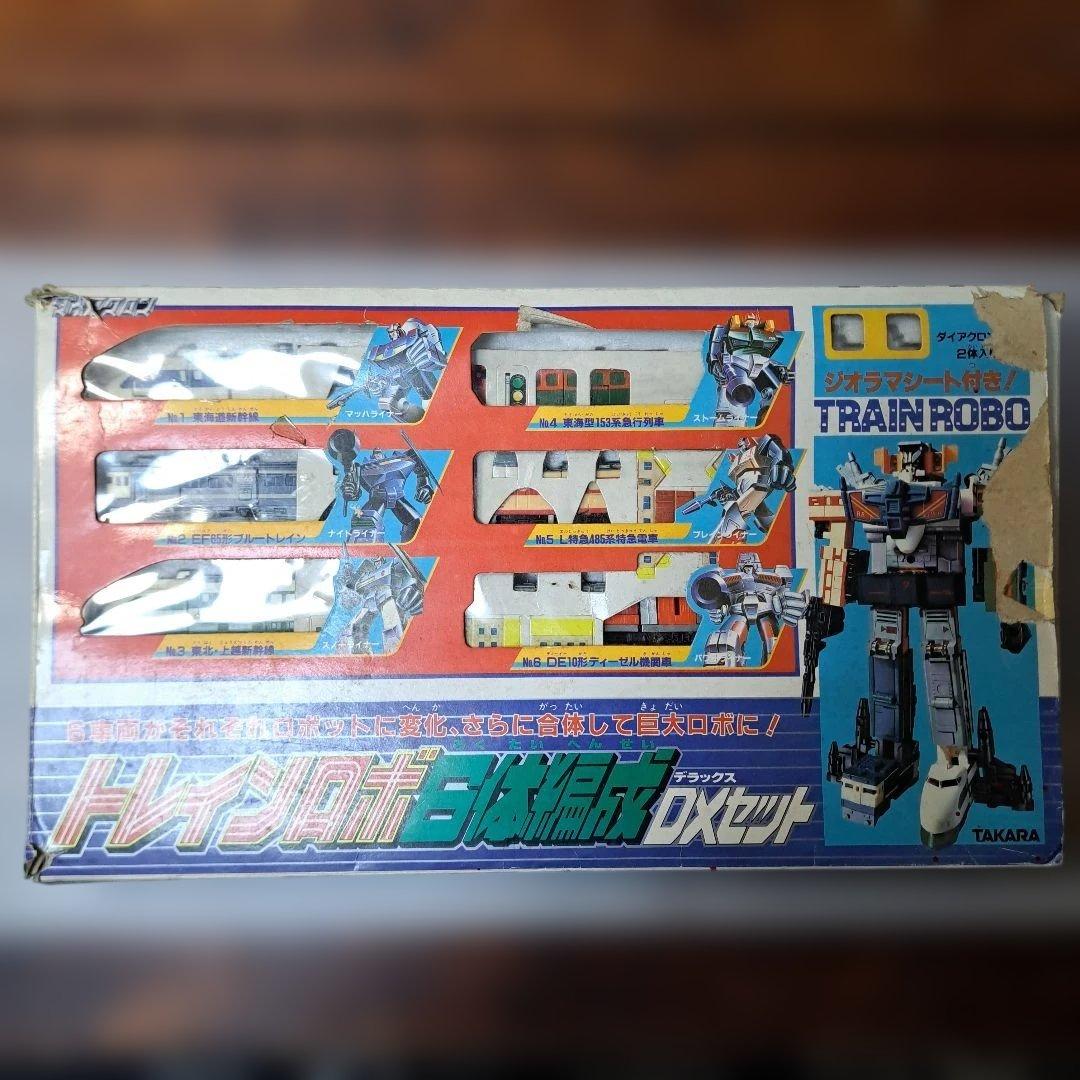 ダイアクロン
No.1 東海道新幹線
マッハライナー
No.4 東海型153系急行列車
No.2 EF65形ブルートレイン
ナイトライナー
No.5 L特急485系特急電車
No.3 東北・上越新幹線
No.6 DE10形ディーゼル機関車
ダイアクロン
2体入り
ジオラマシート付き!
TRAIN ROBO
へんか がったい きょだい
6車両がそれぞれロボットに変化、さらに合体して巨大ロボに!
ろくたいへんせい
デラックス
トレインロボ6体編成DXセット
TAKARA